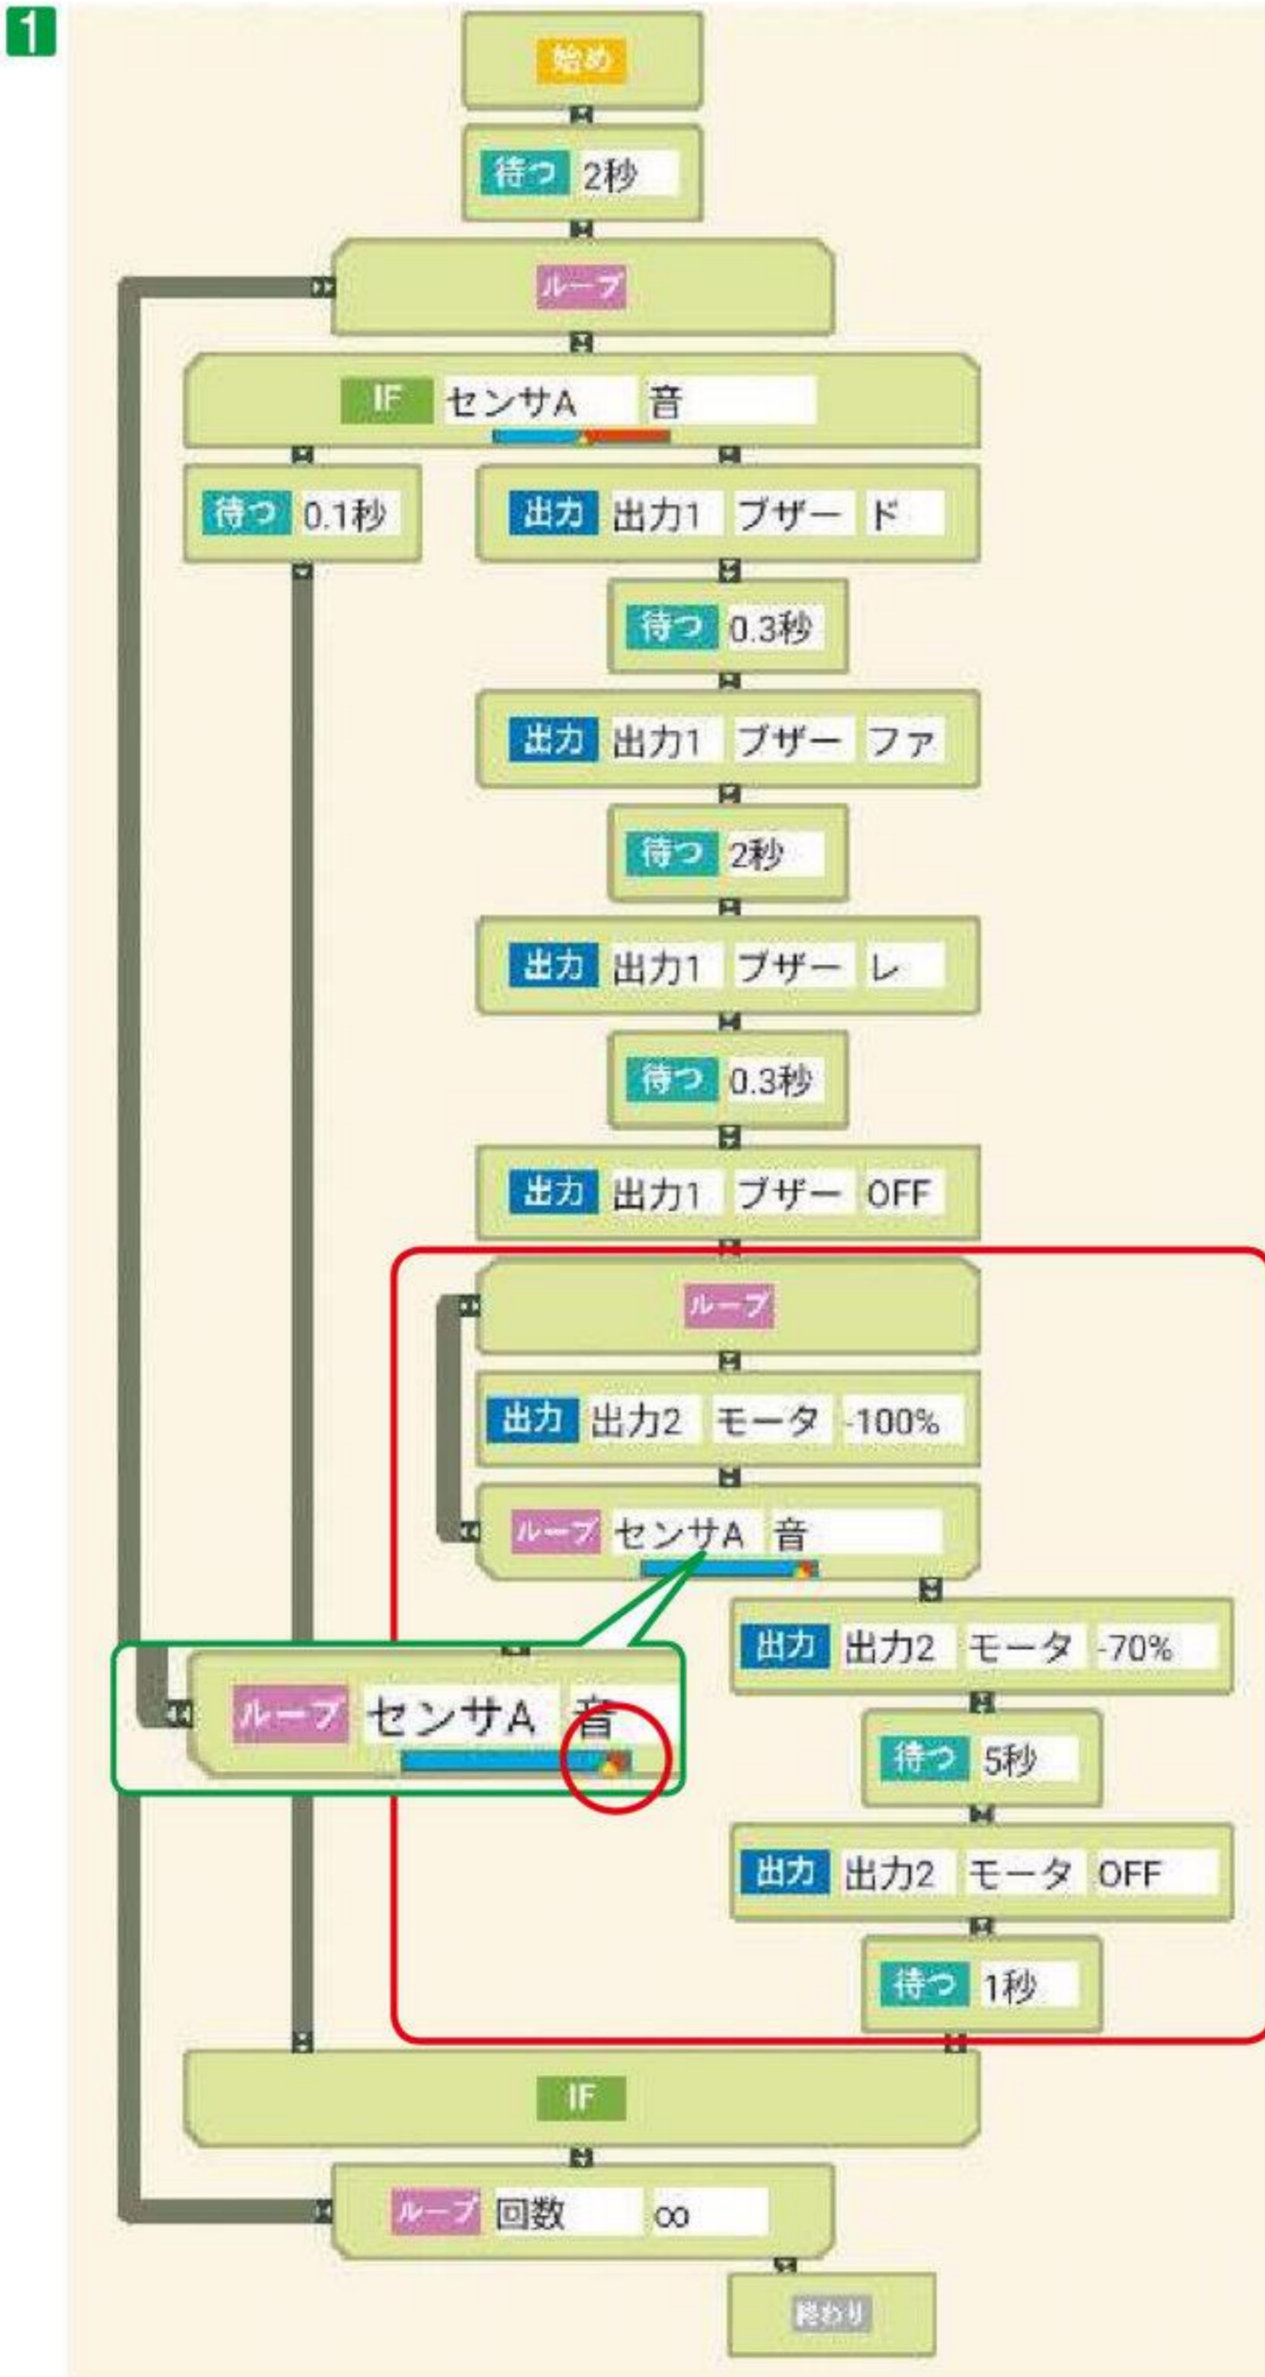 1
始め
待つ 2秒
ループ
IF センサA 音
待つ 0.1秒 出力 出力1 ブザー ド
待つ 0.3秒
出力 出力1 ブザー ファ
待つ 2秒
出力 出力1 ブザー レ
待つ 0.3秒
出力 出力1 ブザー OFF
ループ
出力 出力2 モータ -100%
ループ センサA 音
出力 出力2 モータ -70%
ループ センサA 音
待つ 5秒
出力 出力2 モータ OFF
待つ 1秒
IF
ループ 回数 ∞
終わり